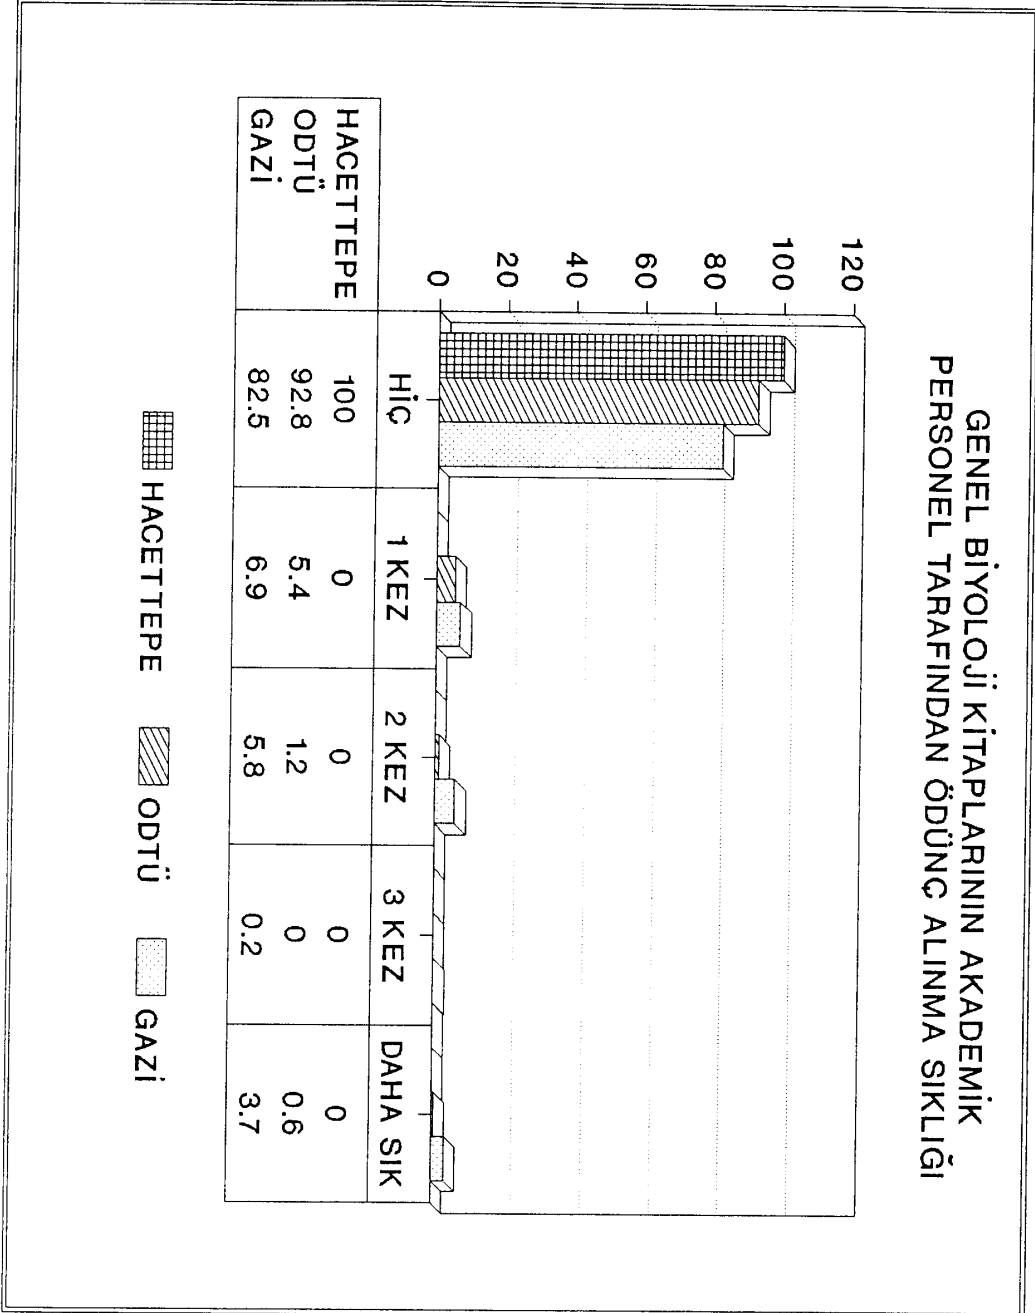 GENEL BİYOLOJİ KİTAPLARININ AKADEMİK
PERSONEL TARAFINDAN ÖDÜNÇ ALINMA SIKLIĞI
120
100
80
60
40
20
0
HİÇ 1 KEZ 2 KEZ 3 KEZ DAHA SIK
HACETTEPE 100 0 0 0 0
ODTÜ 92.8 5.4 1.2 0 0.6
GAZİ 82.5 6.9 5.8 0.2 3.7
HACETTEPE ODTÜ GAZİ